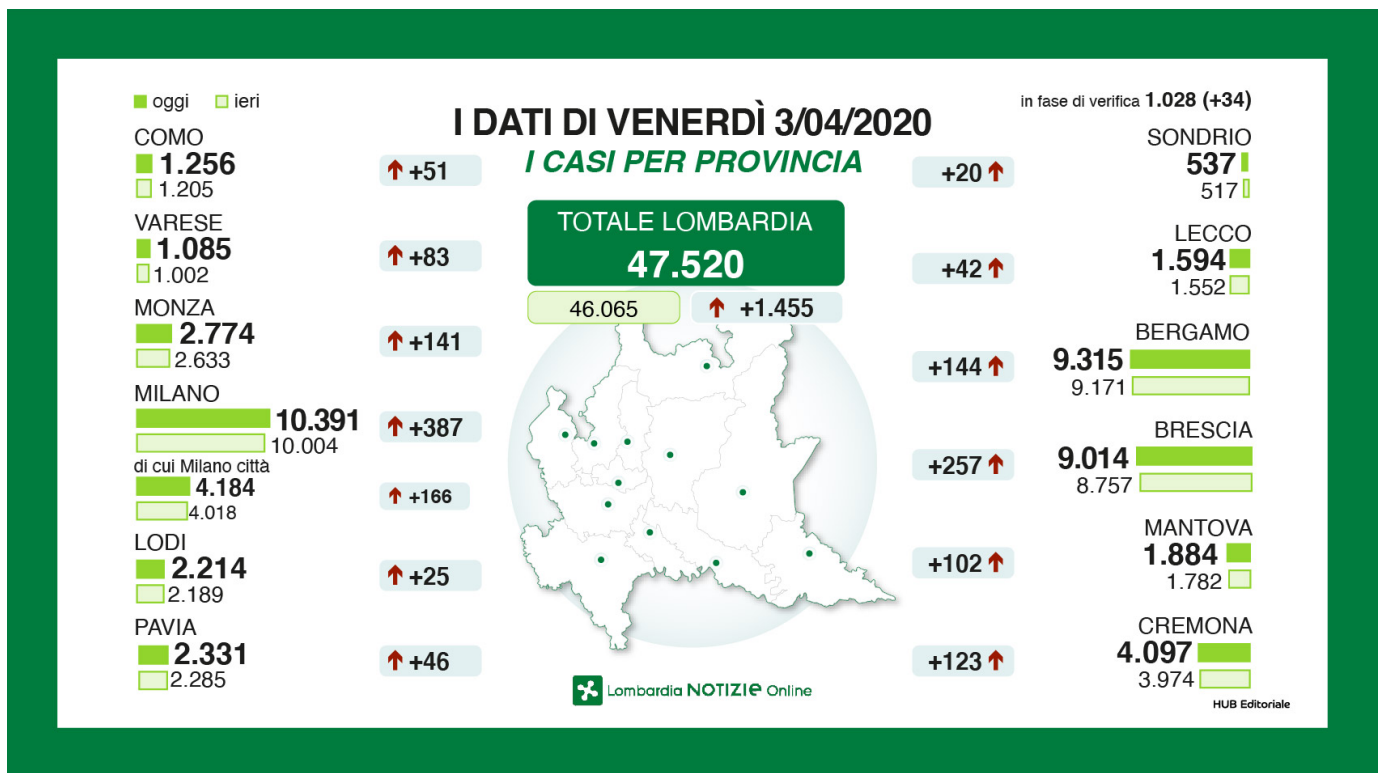 oggi ieri
in fase di verifica 1.028 (+34)
I DATI DI VENERDÌ 3/04/2020
I CASI PER PROVINCIA
TOTALE LOMBARDIA
47.520
46.065
+1.455
COMO
1.256
1.205
+51
VARESE
1.085
1.002
+83
MONZA
2.774
2.633
+141
MILANO
10.391
10.004
+387
di cui Milano città
4.184
4.018
+166
LODI
2.214
2.189
+25
PAVIA
2.331
2.285
+46
SONDRIO
537
517
+20
LECCO
1.594
1.552
+42
BERGAMO
9.315
9.171
+144
BRESCIA
9.014
8.757
+257
MANTOVA
1.884
1.782
+102
CREMONA
4.097
3.974
+123
Lombardia NOTIZIE Online
HUB Editoriale